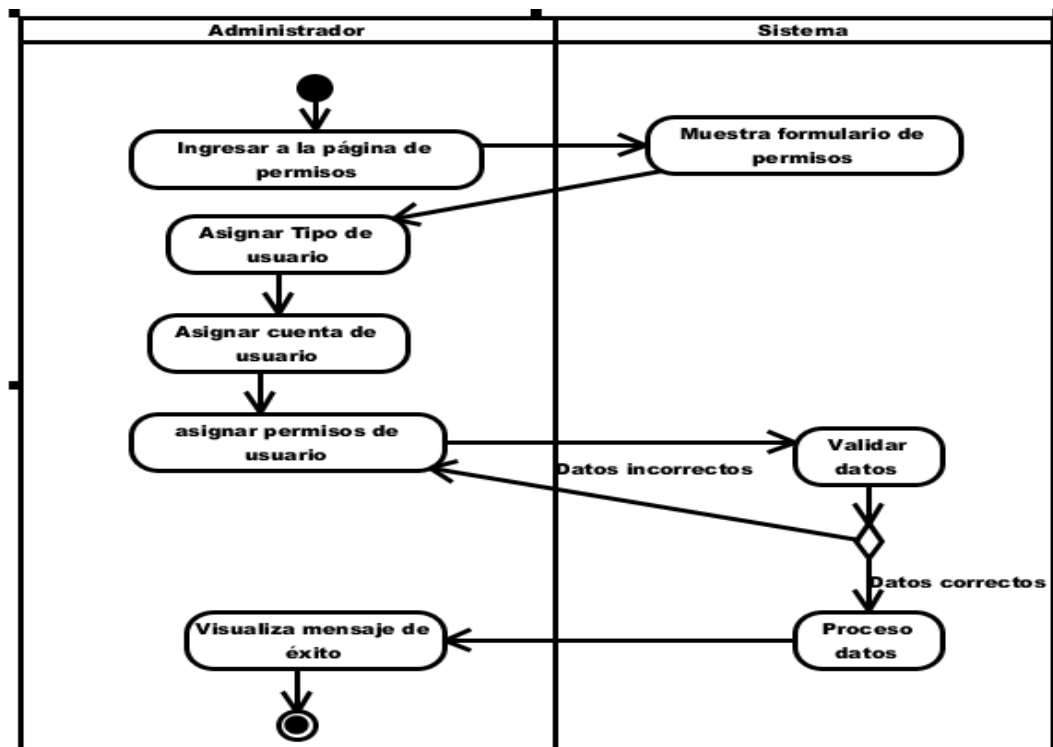 Administrador
Sistema
Ingresar a la página de
permisos
Muestra formulario de
permisos
Asignar Tipo de
usuario
Asignar cuenta de
usuario
asignar permisos de
usuario
Validar
datos
Datos incorrectos
Datos correctos
Visualiza mensaje de
éxito
Proceso
datos